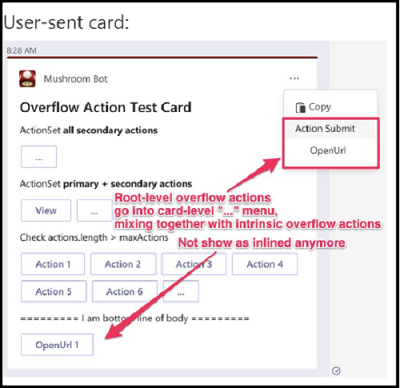 User-sent card:
8:28 AM
Mushroom Bot
...
Overflow Action Test Card
Copy
ActionSet all secondary actions
Action Submit
...
OpenUrl
ActionSet primary + secondary actions
View
...
Root-level overflow actions
go into card-level "..." menu,
mixing together with intrinsic overflow actions
Check actions.length > maxActions
Not show as inlined anymore
Action 1 Action 2 Action 3 Action 4
Action 5 Action 6 ...
========= I am bottom line of body =========
OpenUrl 1